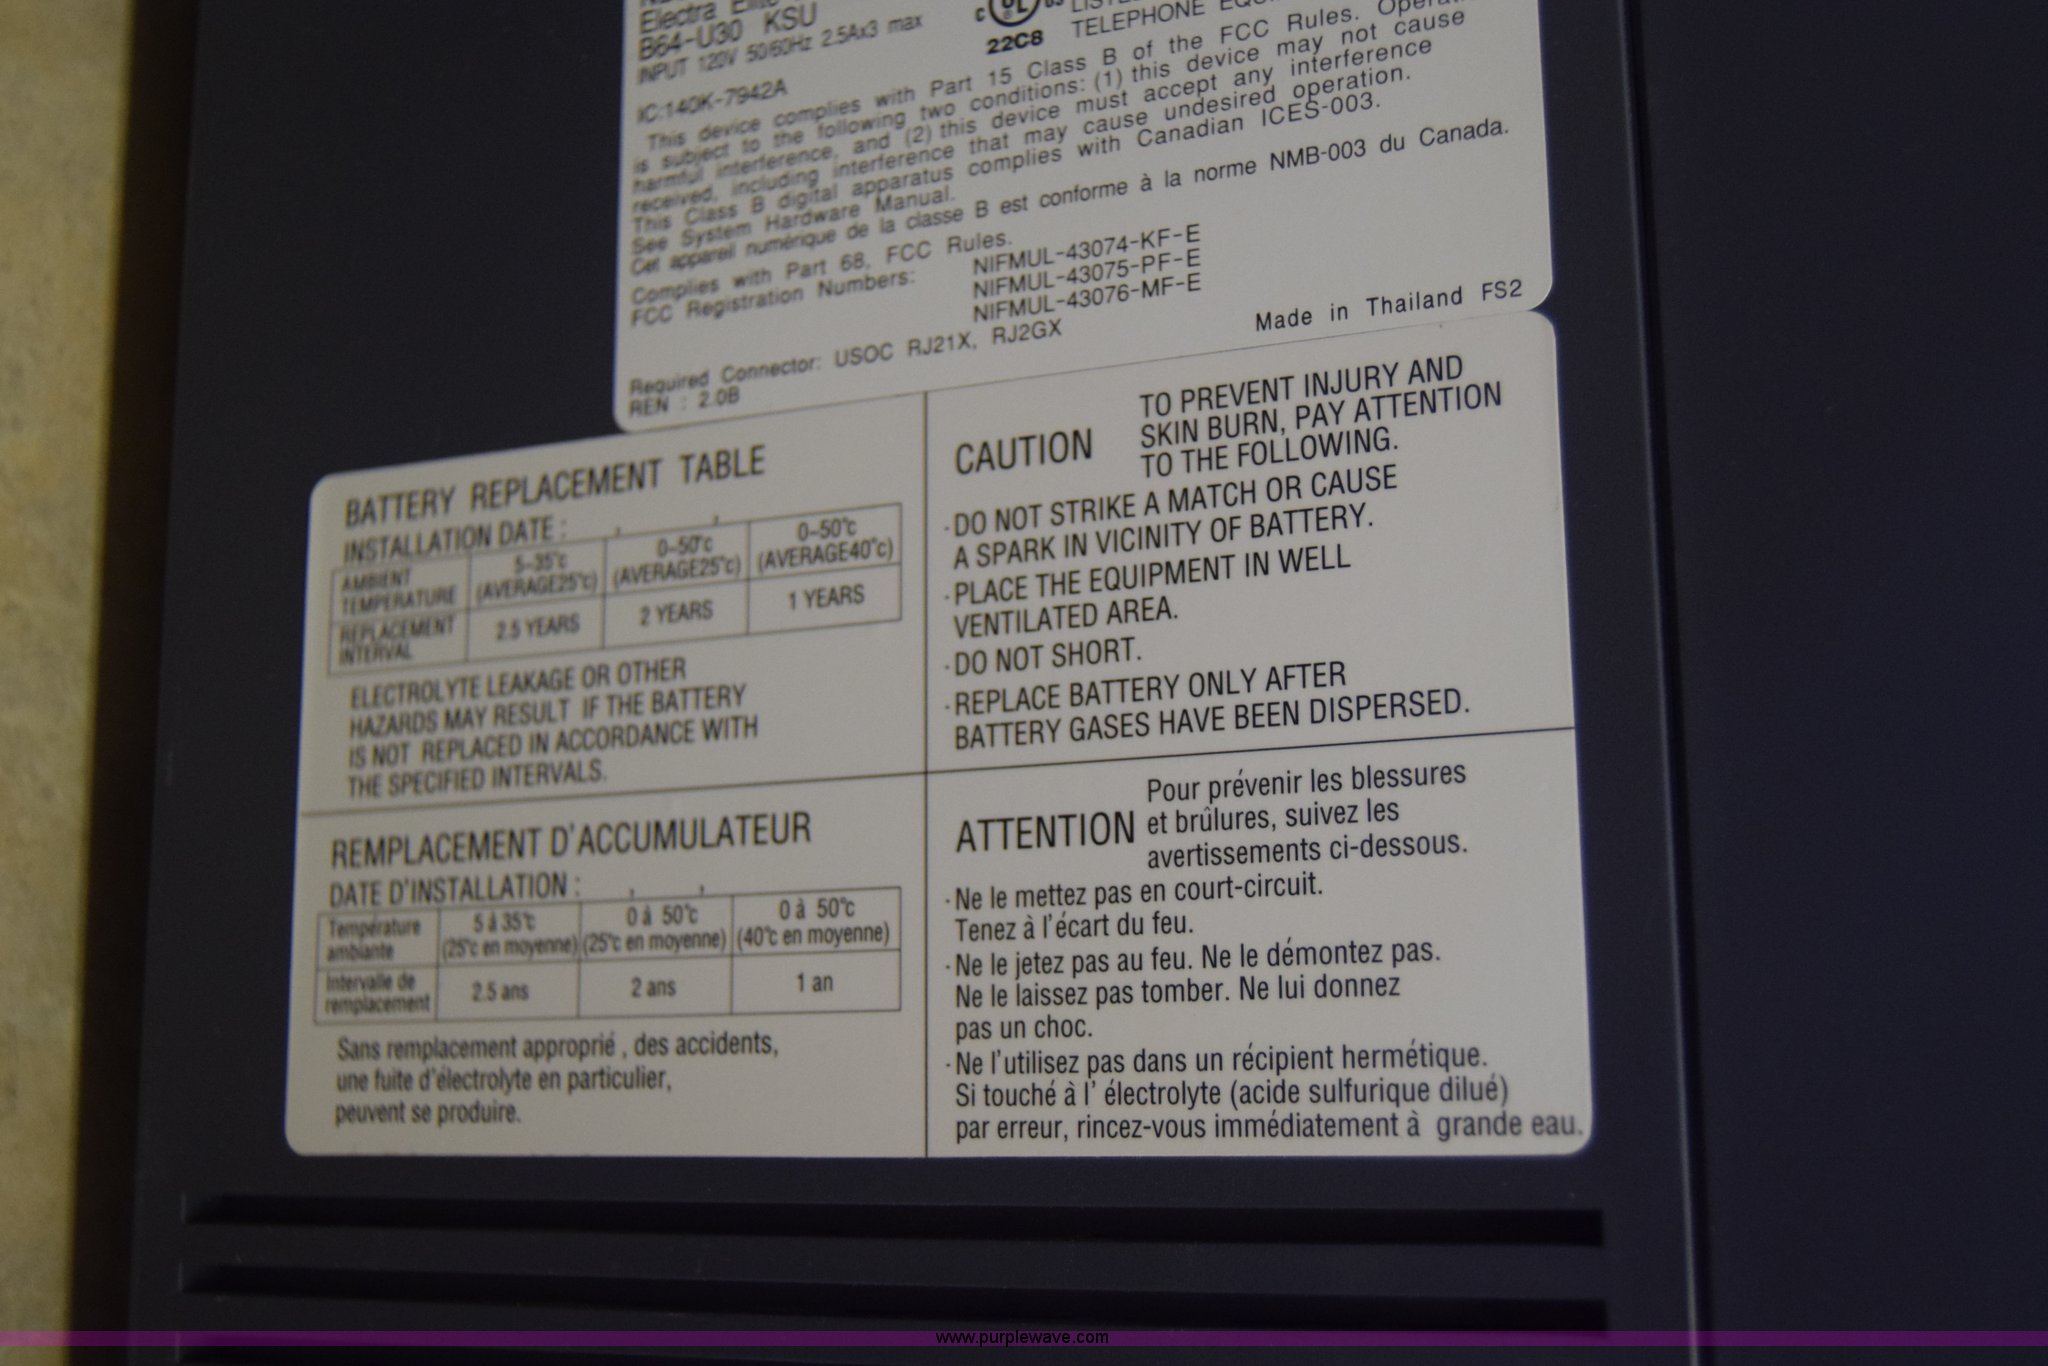 Electra Elite
B64-U30 KSU
INPUT 120V 50/60Hz 2.5Ax3 max
c UL us
22C8
TELEPHONE
IC:140K-7942A
This device complies with Part 15 Class B of the FCC Rules.
is subject to the following two conditions: (1) this device may not cause
harmful interference, and (2) this device must accept any interference
received, including interference that may cause undesired operation.
This Class B digital apparatus complies with Canadian ICES-003.
See System Hardware Manual.
Cet appareil numérique de la classe B est conforme à la norme NMB-003 du Canada.
Complies with Part 68, FCC Rules.
FCC Registration Numbers: NIFMUL-43074-KF-E
NIFMUL-43075-PF-E
NIFMUL-43076-MF-E
Made in Thailand FS2
Required Connector: USOC RJ21X, RJ2GX
REN : 2.0B
BATTERY REPLACEMENT TABLE
INSTALLATION DATE : , ,
AMBIENT TEMPERATURE 5-35°c (AVERAGE25°c) 0-50°c (AVERAGE25°c) 0-50°c (AVERAGE40°c)
REPLACEMENT INTERVAL 2.5 YEARS 2 YEARS 1 YEARS
ELECTROLYTE LEAKAGE OR OTHER
HAZARDS MAY RESULT IF THE BATTERY
IS NOT REPLACED IN ACCORDANCE WITH
THE SPECIFIED INTERVALS.
CAUTION
TO PREVENT INJURY AND
SKIN BURN, PAY ATTENTION
TO THE FOLLOWING.
·DO NOT STRIKE A MATCH OR CAUSE
A SPARK IN VICINITY OF BATTERY.
·PLACE THE EQUIPMENT IN WELL
VENTILATED AREA.
·DO NOT SHORT.
·REPLACE BATTERY ONLY AFTER
BATTERY GASES HAVE BEEN DISPERSED.
REMPLACEMENT D'ACCUMULATEUR
DATE D'INSTALLATION : , ,
Température ambiante 5 à 35°c (25°c en moyenne) 0 à 50°c (25°c en moyenne) 0 à 50°c (40°c en moyenne)
Intervalle de remplacement 2.5 ans 2 ans 1 an
Sans remplacement approprié , des accidents,
une fuite d'électrolyte en particulier,
peuvent se produire.
ATTENTION
Pour prévenir les blessures
et brûlures, suivez les
avertissements ci-dessous.
·Ne le mettez pas en court-circuit.
Tenez à l'écart du feu.
·Ne le jetez pas au feu. Ne le démontez pas.
Ne le laissez pas tomber. Ne lui donnez
pas un choc.
·Ne l'utilisez pas dans un récipient hermétique.
Si touché à l' électrolyte (acide sulfurique dilué)
par erreur, rincez-vous immédiatement à grande eau.
www.purplewave.com